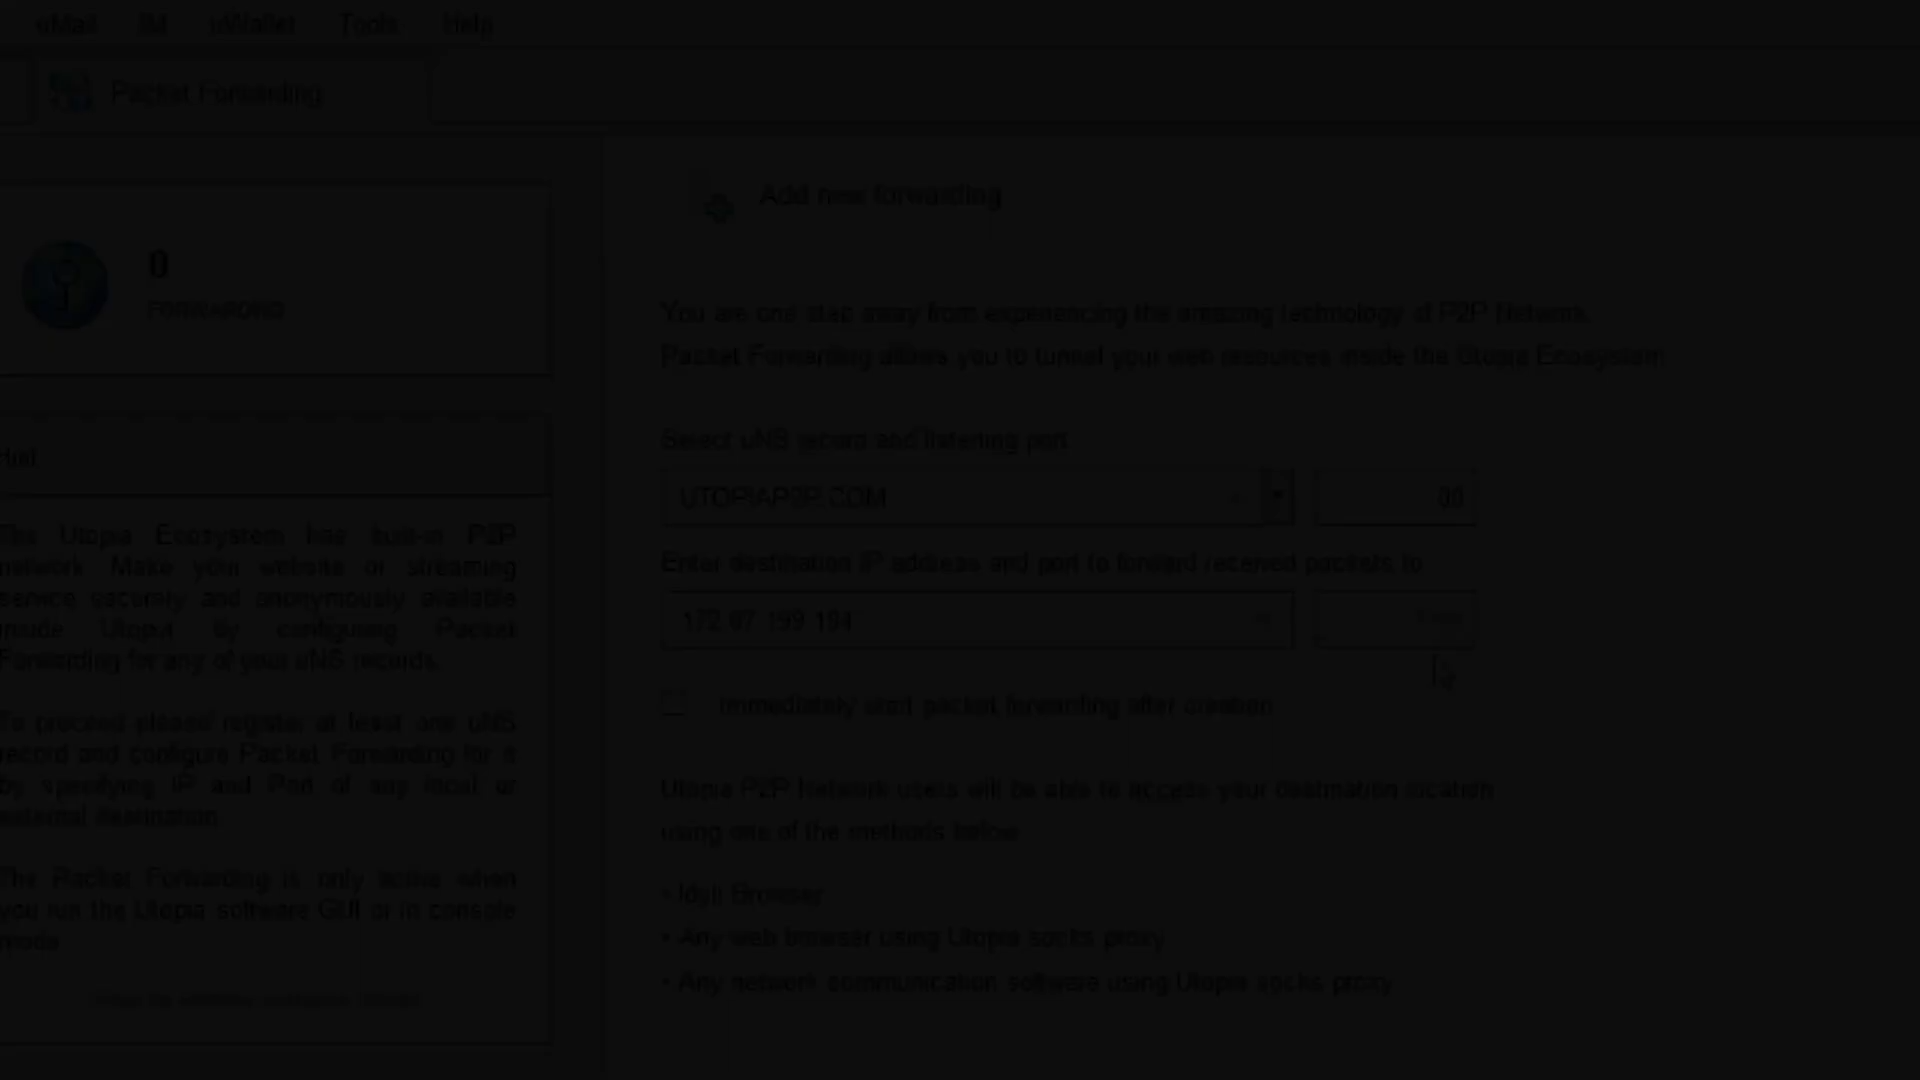 uMail IM uWallet Tools Help
Packet Forwarding
0
FORWARDING
Hint
The Utopia Ecosystem has built-in P2P
network. Make your website or streaming
service securely and anonymously available
inside Utopia by configuring Packet
Forwarding for any of your uNS records.
To proceed please register at least one uNS
record and configure Packet Forwarding for it
by specifying IP and Port of any local or
external destination.
The Packet Forwarding is only active when
you run the Utopia software GUI or in console
mode.
Add new forwarding
You are one step away from experiencing the amazing technology of P2P Network.
Packet Forwarding allows you to tunnel your web resources inside the Utopia Ecosystem.
Select uNS record and listening port
UTOPIAP2P.COM
Enter destination IP address and port to forward received packets to
172.67.199.194
Immediately start packet forwarding after creation
Utopia P2P Network users will be able to access your destination location
using one of the methods below
- Idyll Browser
- Any web browser using Utopia socks proxy
- Any network communication software using Utopia socks proxy